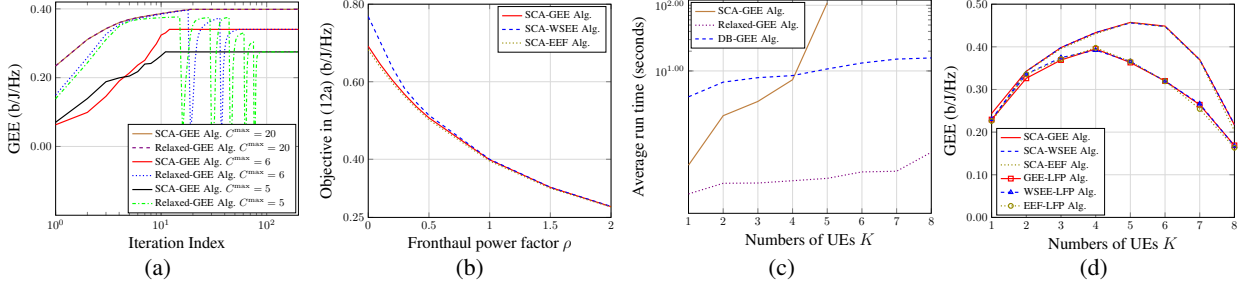 GEE (b/J/Hz)
0.40
0.20
0.00
SCA-GEE Alg. C^max = 20
Relaxed-GEE Alg. C^max = 20
SCA-GEE Alg. C^max = 6
Relaxed-GEE Alg. C^max = 6
SCA-GEE Alg. C^max = 5
Relaxed-GEE Alg. C^max = 5
10^0 10^1 10^2
Iteration Index
(a)
Objective in (12a) (b/J/Hz)
0.80
0.60
0.40
0.25
SCA-GEE Alg.
SCA-WSEE Alg.
SCA-EEF Alg.
0 0.5 1 1.5 2
Fronthaul power factor ρ
(b)
Average run time (seconds)
10^2.00
10^1.00
SCA-GEE Alg.
Relaxed-GEE Alg.
DB-GEE Alg.
1 2 3 4 5 6 7 8
Numbers of UEs K
(c)
GEE (b/J/Hz)
0.50
0.40
0.30
0.20
0.10
0.00
SCA-GEE Alg.
SCA-WSEE Alg.
SCA-EEF Alg.
GEE-LFP Alg.
WSEE-LFP Alg.
EEF-LFP Alg.
1 2 3 4 5 6 7 8
Numbers of UEs K
(d)